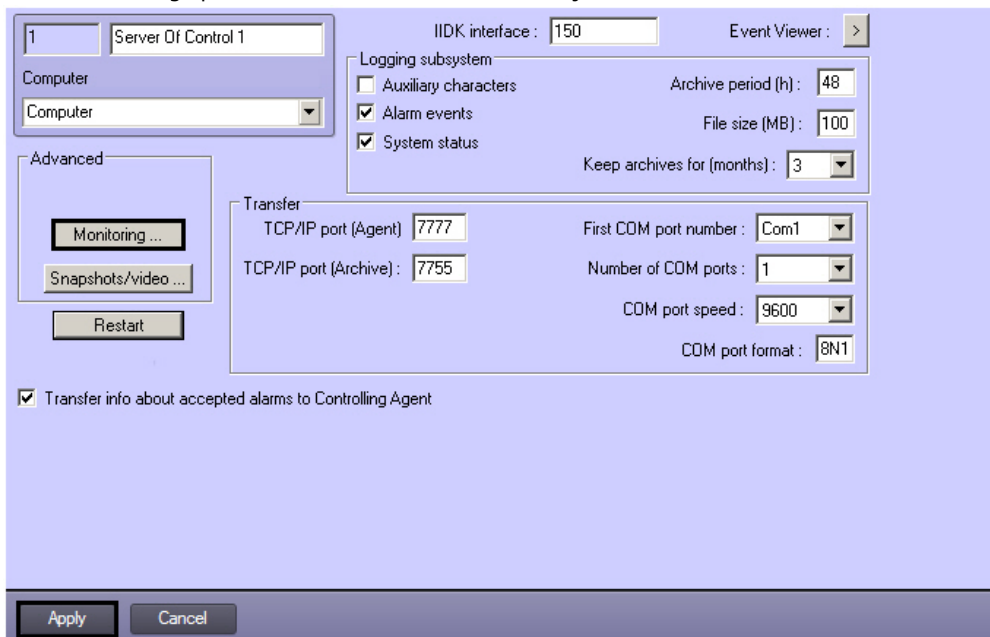 1
Server Of Control 1
IIDK interface :
150
Event Viewer :
>
Computer
Computer
Logging subsystem
Auxiliary characters
Archive period (h) :
48
Alarm events
File size (MB) :
100
System status
Keep archives for (months) :
3
Advanced
Monitoring ...
Snapshots/video ...
Restart
Transfer
TCP/IP port (Agent)
7777
First COM port number :
Com1
TCP/IP port (Archive) :
7755
Number of COM ports :
1
COM port speed :
9600
COM port format :
8N1
Transfer info about accepted alarms to Controlling Agent
Apply
Cancel